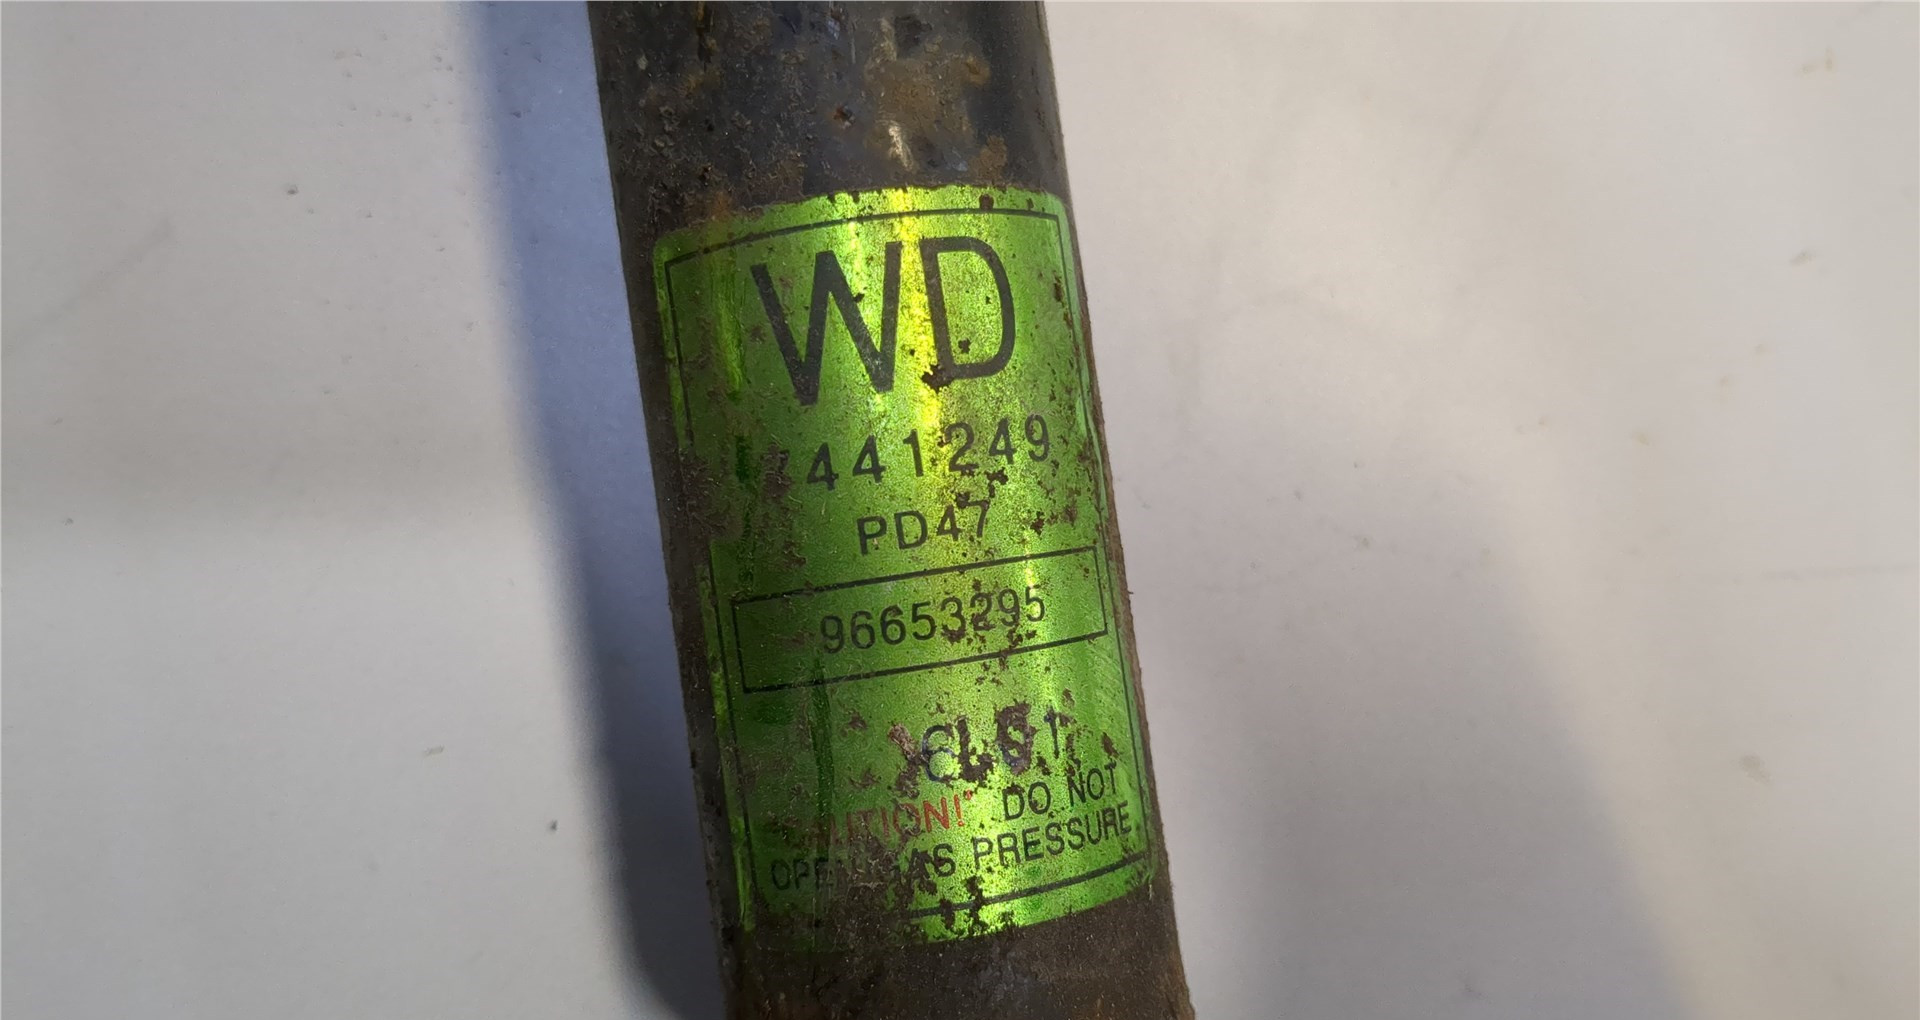 WD
441249
PD47
96653295
DO NOT
PRESSURE